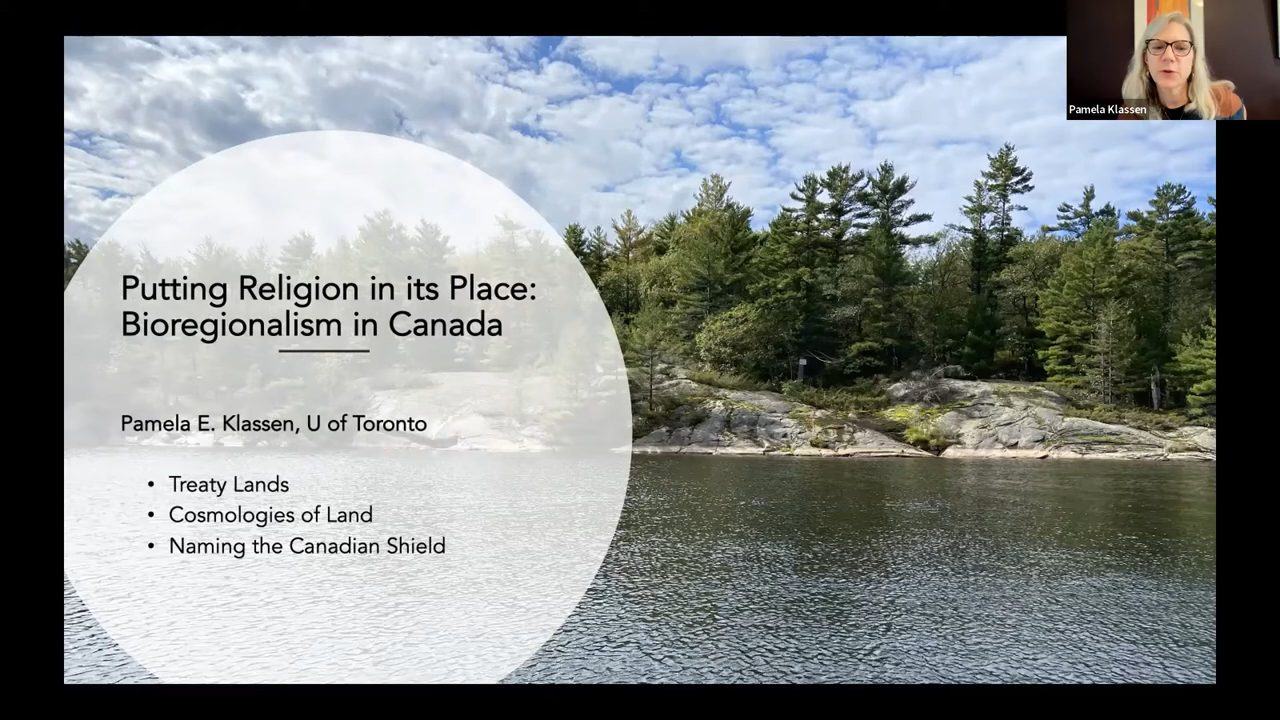 Pamela Klassen
Putting Religion in its Place:
Bioregionalism in Canada
Pamela E. Klassen, U of Toronto
• Treaty Lands
• Cosmologies of Land
• Naming the Canadian Shield